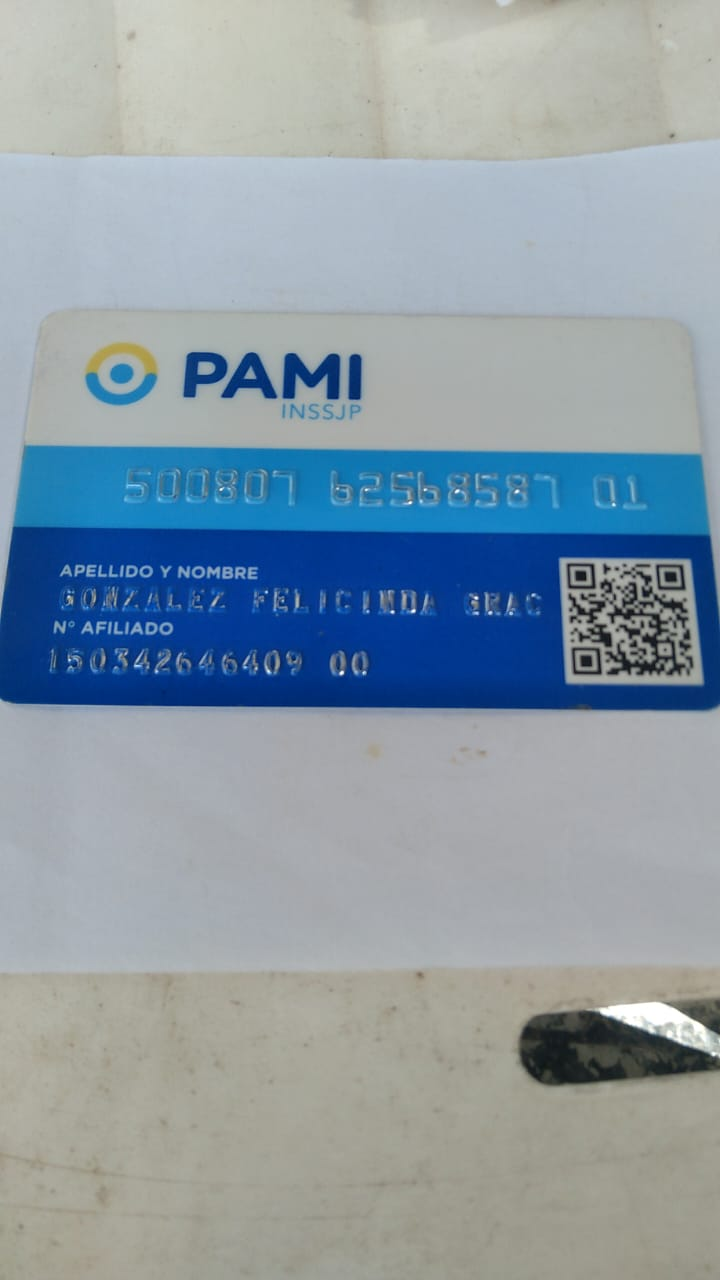 PAMI
INSSJP
500807 62568587 01
APELLIDO Y NOMBRE
GONZALEZ FELICINDA GRAC
N° AFILIADO
150342646409 00